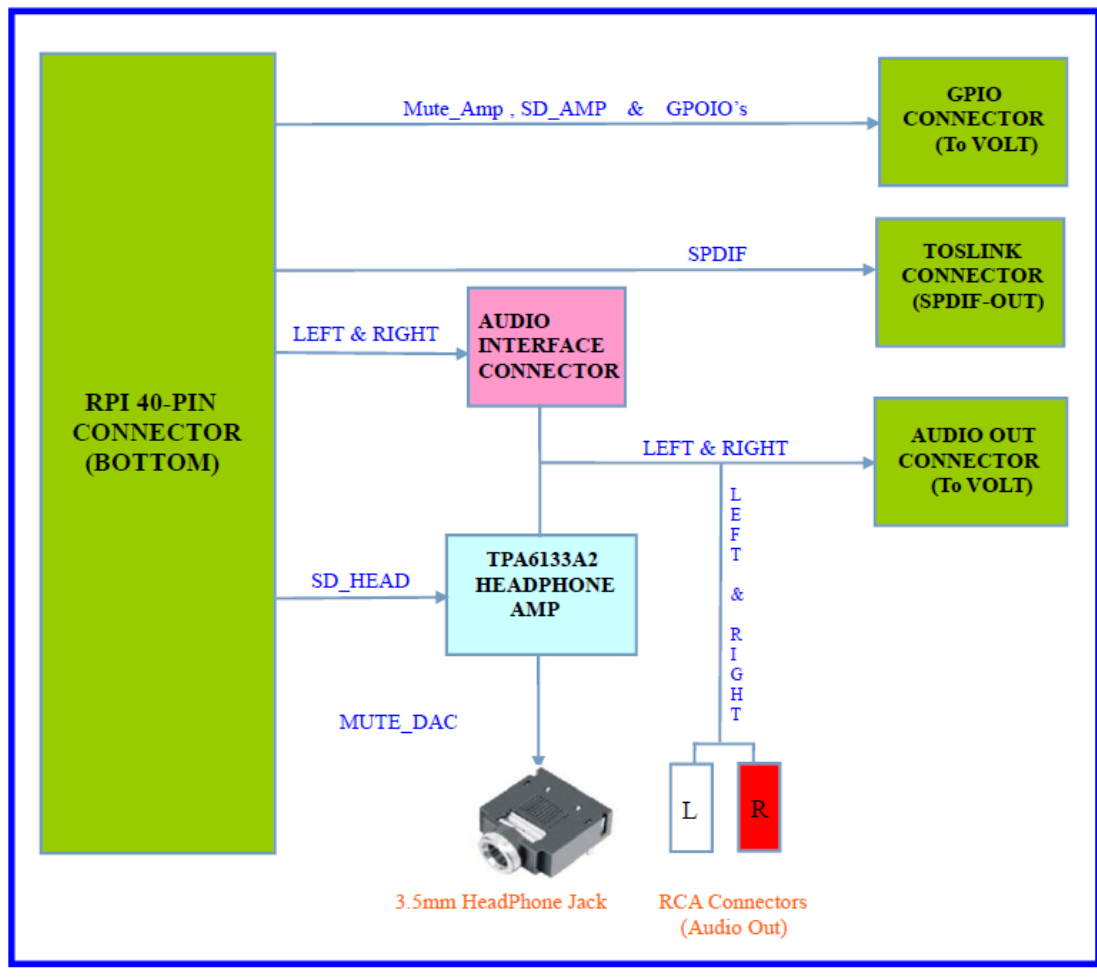 Mute_Amp , SD_AMP & GPOIO's
GPIO
CONNECTOR
(To VOLT)
SPDIF
TOSLINK
CONNECTOR
(SPDIF-OUT)
LEFT & RIGHT
AUDIO
INTERFACE
CONNECTOR
RPI 40-PIN
CONNECTOR
(BOTTOM)
LEFT & RIGHT
AUDIO OUT
CONNECTOR
(To VOLT)
LEFT & RIGHT
SD_HEAD
TPA6133A2
HEADPHONE
AMP
MUTE_DAC
L
R
3.5mm HeadPhone Jack
RCA Connectors
(Audio Out)